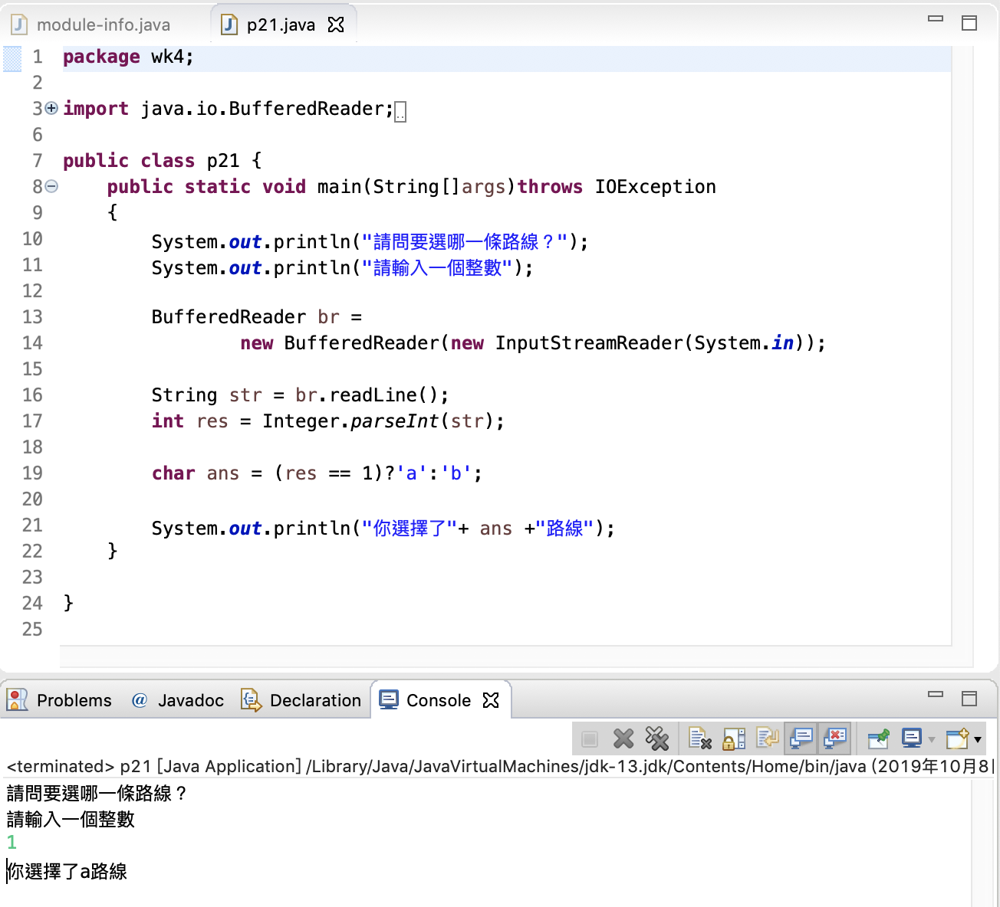 module-info.java
p21.java
1 package wk4;
2
3 import java.io.BufferedReader;
6
7 public class p21 {
8 public static void main(String[]args)throws IOException
9 {
10 System.out.println("請問要選哪一條路線？");
11 System.out.println("請輸入一個整數");
12
13 BufferedReader br =
14 new BufferedReader(new InputStreamReader(System.in));
15
16 String str = br.readLine();
17 int res = Integer.parseInt(str);
18
19 char ans = (res == 1)?'a':'b';
20
21 System.out.println("你選擇了"+ ans +"路線");
22 }
23
24 }
25
Problems @ Javadoc Declaration Console
<terminated> p21 [Java Application] /Library/Java/JavaVirtualMachines/jdk-13.jdk/Contents/Home/bin/java (2019年10月8
請問要選哪一條路線？
請輸入一個整數
1
你選擇了a路線